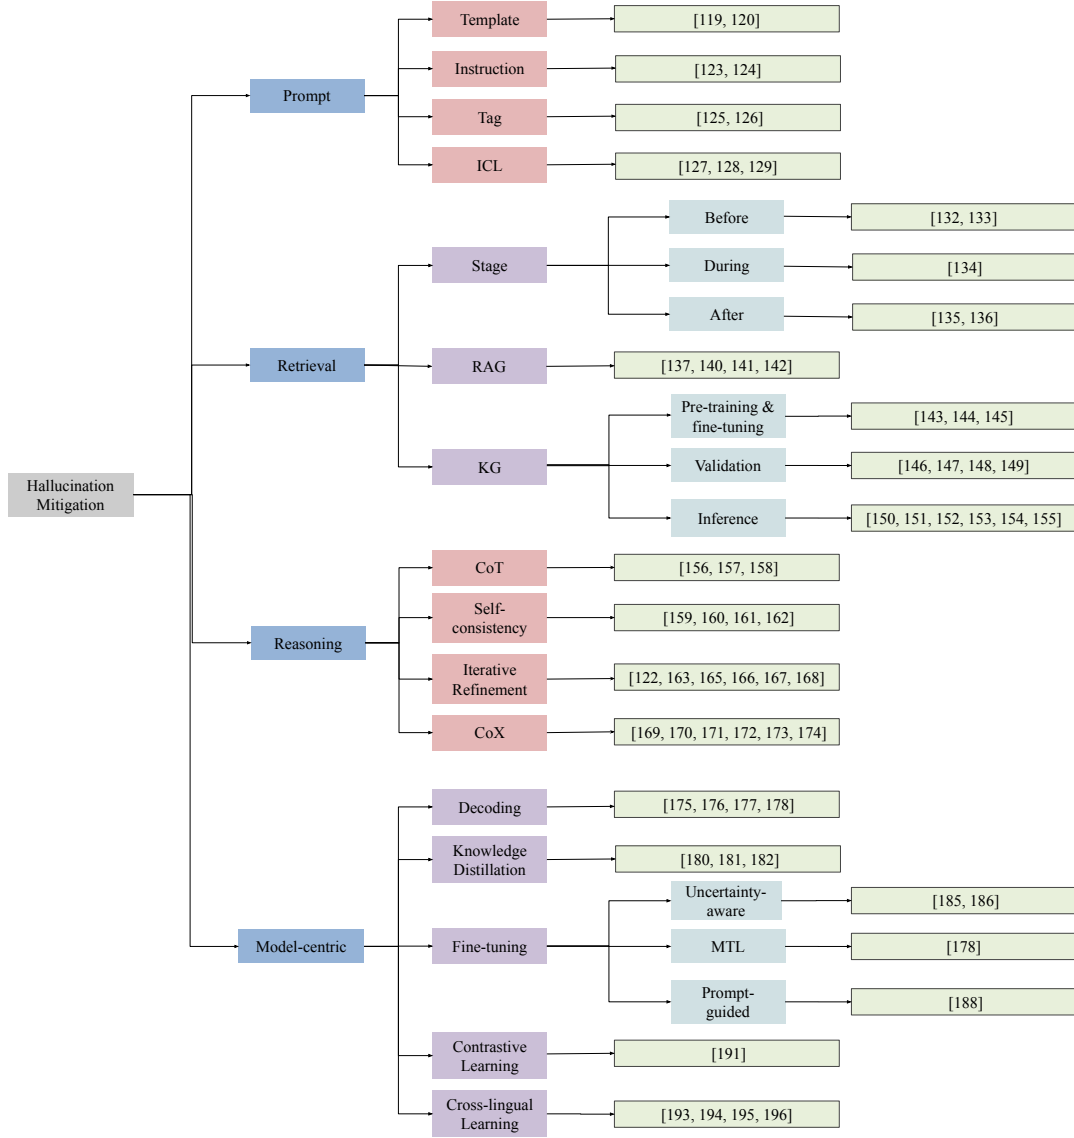 Template
[119, 120]
Instruction
[123, 124]
Prompt
Tag
[125, 126]
ICL
[127, 128, 129]
Before
[132, 133]
Stage
During
[134]
After
[135, 136]
Retrieval
RAG
[137, 140, 141, 142]
Pre-training &
fine-tuning
[143, 144, 145]
KG
Validation
[146, 147, 148, 149]
Hallucination
Mitigation
Inference
[150, 151, 152, 153, 154, 155]
CoT
[156, 157, 158]
Self-
consistency
[159, 160, 161, 162]
Reasoning
Iterative
Refinement
[122, 163, 165, 166, 167, 168]
CoX
[169, 170, 171, 172, 173, 174]
Decoding
[175, 176, 177, 178]
Knowledge
Distillation
[180, 181, 182]
Uncertainty-
aware
[185, 186]
Model-centric
Fine-tuning
MTL
[178]
Prompt-
guided
[188]
Contrastive
Learning
[191]
Cross-lingual
Learning
[193, 194, 195, 196]